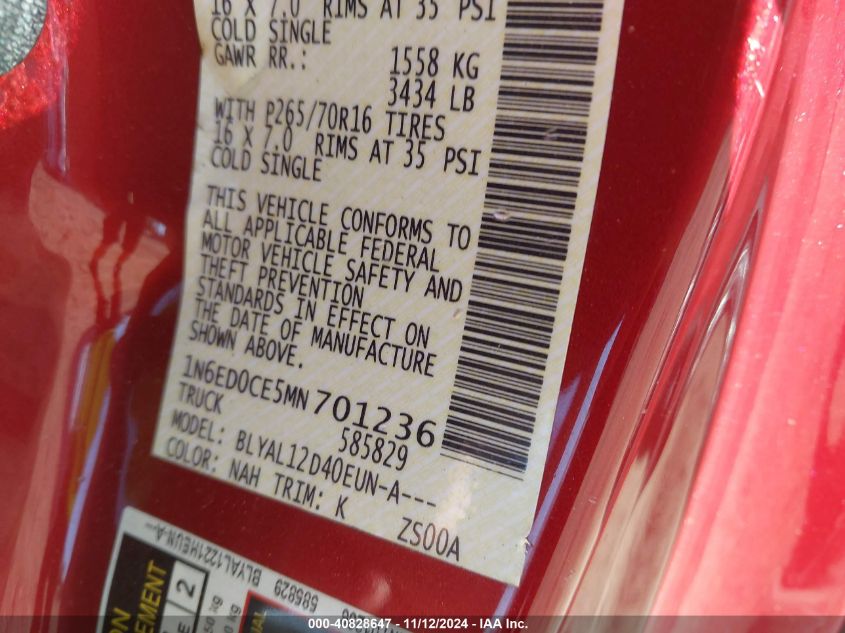 16 X 7.0 RIMS AT 35 PSI
COLD SINGLE
GAWR RR.: 1558 KG
3434 LB
WITH P265/70R16 TIRES
16 X 7.0 RIMS AT 35 PSI
COLD SINGLE
THIS VEHICLE CONFORMS TO
ALL APPLICABLE FEDERAL
MOTOR VEHICLE SAFETY AND
THEFT PREVENTION
STANDARDS IN EFFECT ON
THE DATE OF MANUFACTURE
SHOWN ABOVE.
1N6ED0CE5MN701236
TRUCK 585829
MODEL: BLYAL12D40EUN-A---
COLOR: NAH TRIM: K ZS00A
585829 BLYAL1221HEUN-A--
2
000-40828647 - 11/12/2024 - IAA Inc.